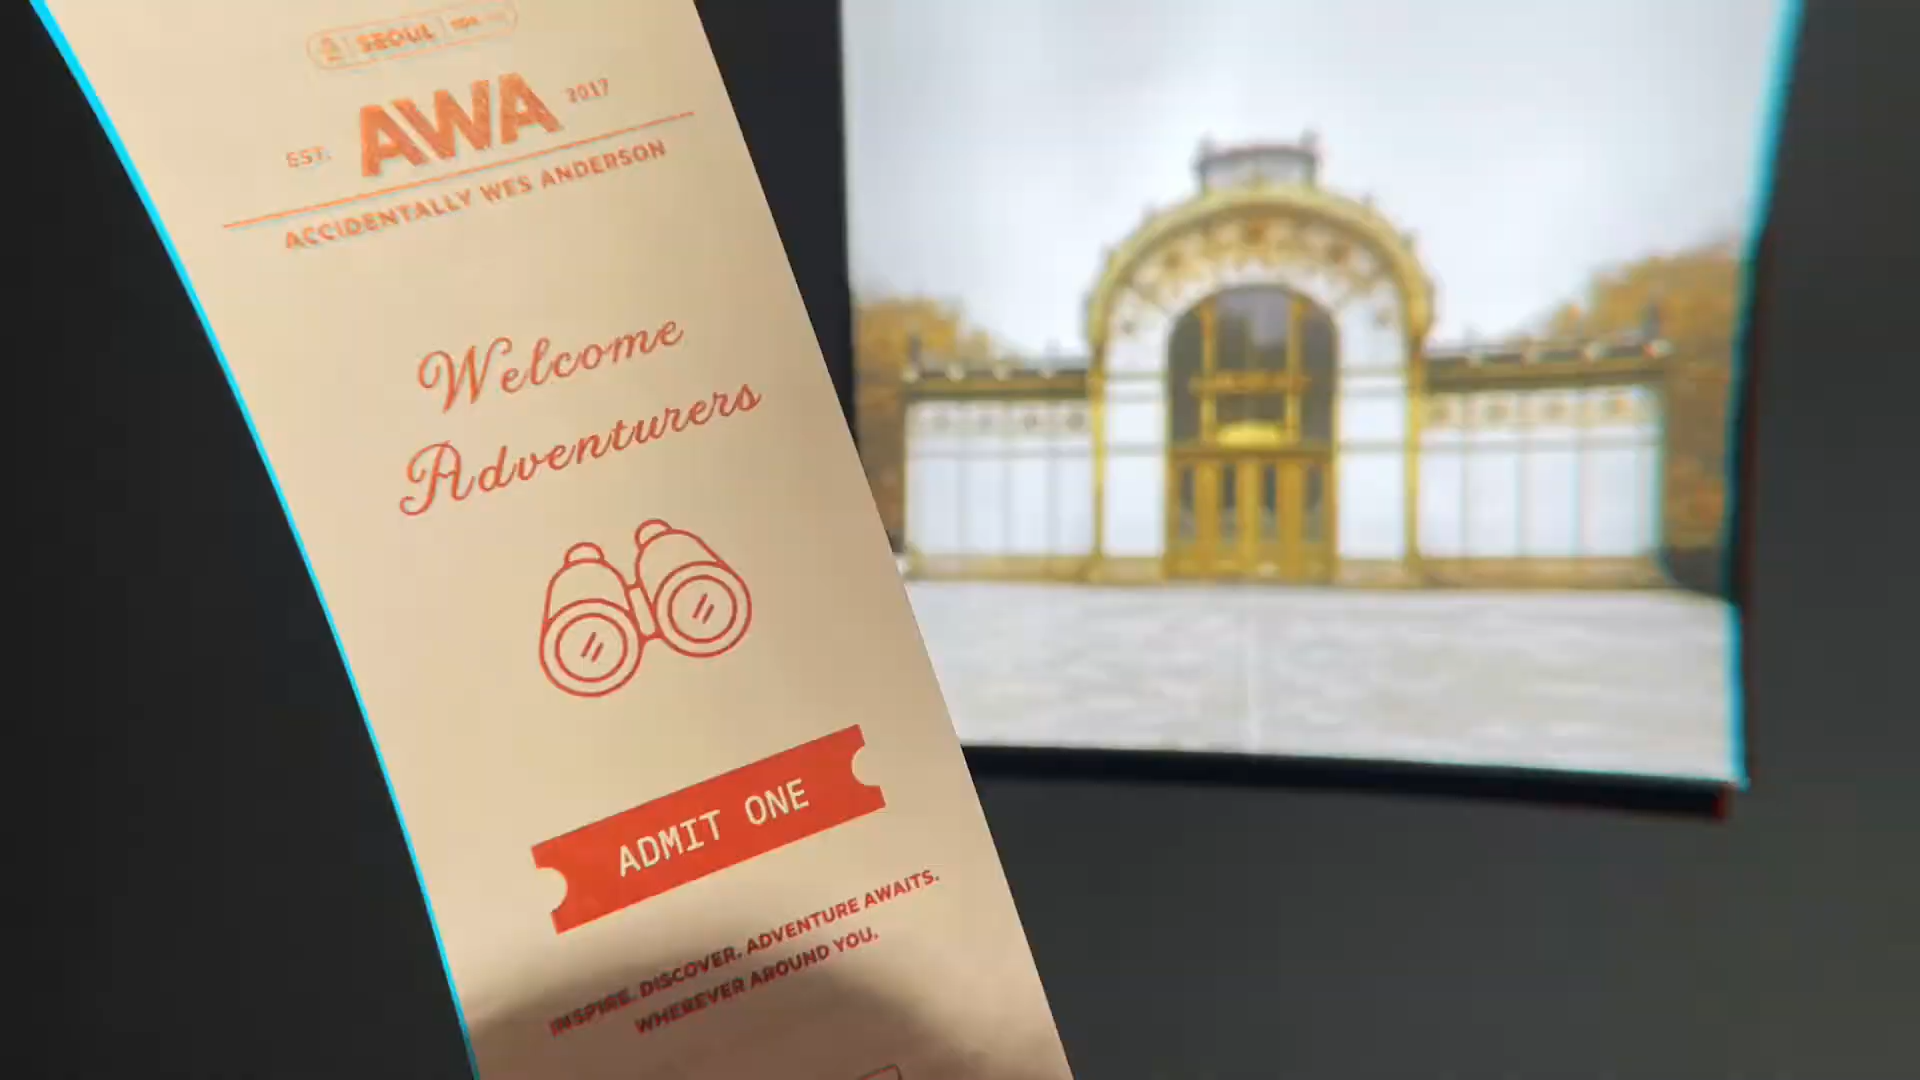 SEOUL
EST. AWA 2017
ACCIDENTALLY WES ANDERSON
Welcome
Adventurers
ADMIT ONE
INSPIRE. DISCOVER. ADVENTURE AWAITS.
WHEREVER AROUND YOU.